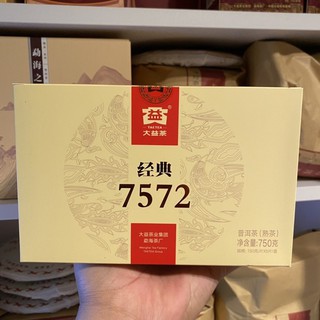 益
TAETEA
大益茶
经典
7572
大益茶业集团
勐海茶厂
普洱茶(熟茶)
净含量:750克
勐海之